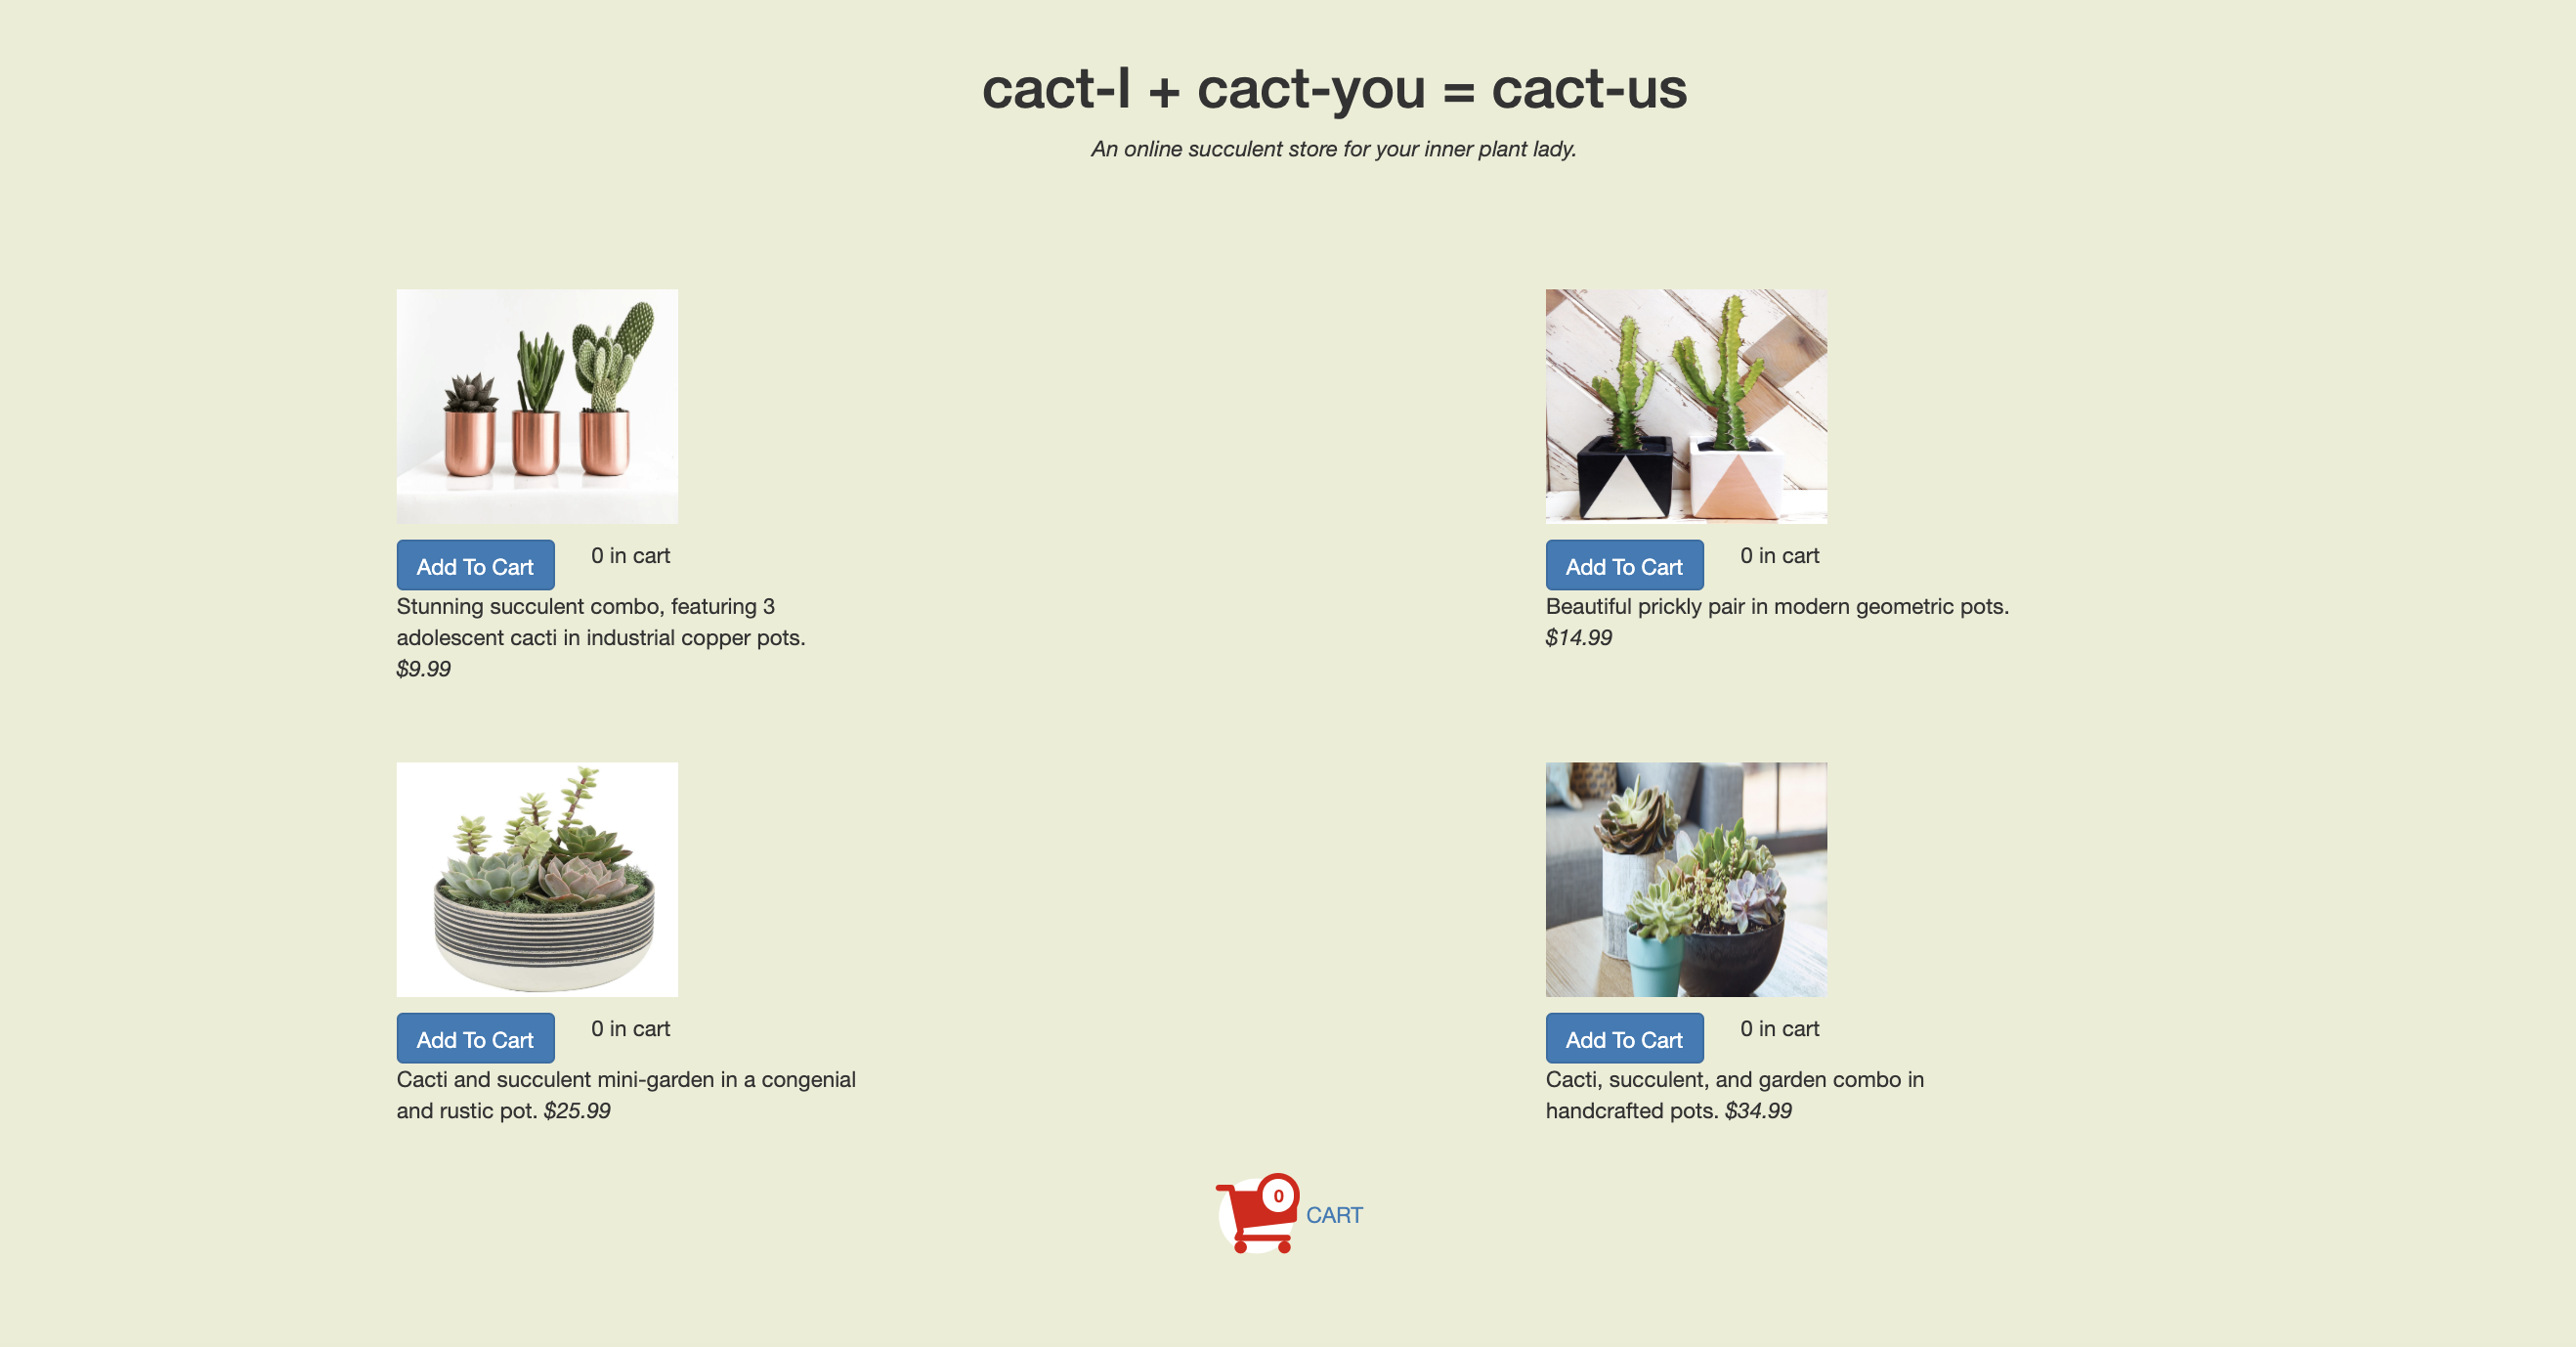 cact-I + cact-you = cact-us
An online succulent store for your inner plant lady.
Add To Cart
0 in cart
Stunning succulent combo, featuring 3
adolescent cacti in industrial copper pots.
$9.99
Add To Cart
0 in cart
Beautiful prickly pair in modern geometric pots.
$14.99
Add To Cart
0 in cart
Cacti and succulent mini-garden in a congenial
and rustic pot. $25.99
Add To Cart
0 in cart
Cacti, succulent, and garden combo in
handcrafted pots. $34.99
0
CART